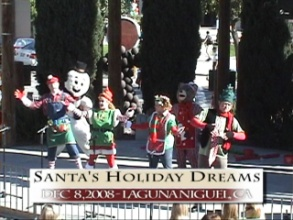 Santa's Holiday Dreams
DEC 8,2008 - LAGUNA NIGUEL, CA